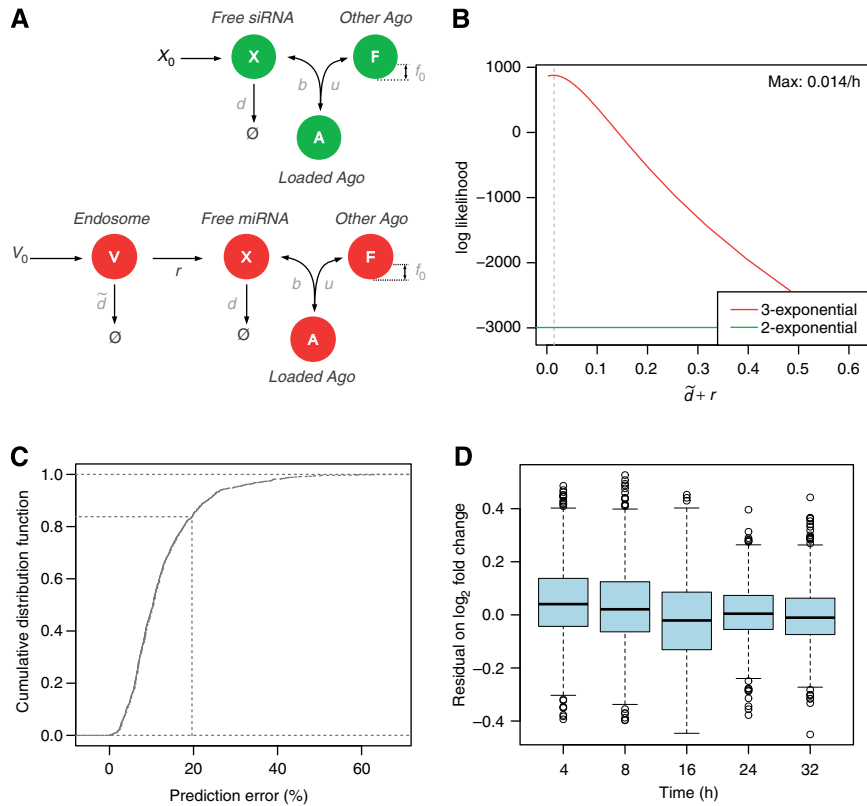 A
Free siRNA
Other Ago
X₀
X
F
f₀
d
b
u
Ø
A
Loaded Ago
Endosome
Free miRNA
Other Ago
V₀
V
r
X
F
f₀
d̃
d
b
u
Ø
Ø
A
Loaded Ago
B
Max: 0.014/h
log likelihood
1000
0
−1000
−2000
−3000
3-exponential
2-exponential
0.0 0.1 0.2 0.3 0.4 0.5 0.6
d̃ + r
C
Cumulative distribution function
1.0
0.8
0.6
0.4
0.2
0.0
0 20 40 60
Prediction error (%)
D
Residual on log₂ fold change
0.4
0.2
0.0
−0.2
−0.4
4 8 16 24 32
Time (h)